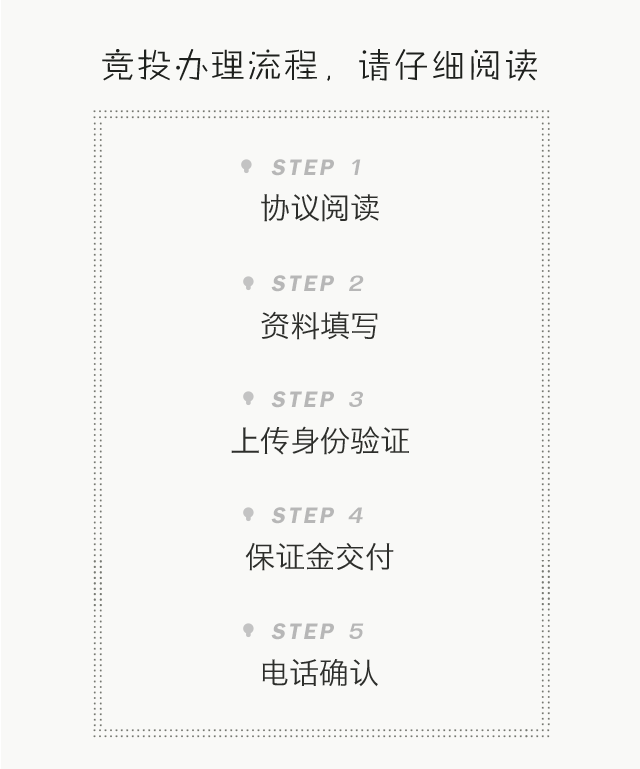 竞投办理流程，请仔细阅读
STEP 1
协议阅读
STEP 2
资料填写
STEP 3
上传身份验证
STEP 4
保证金交付
STEP 5
电话确认